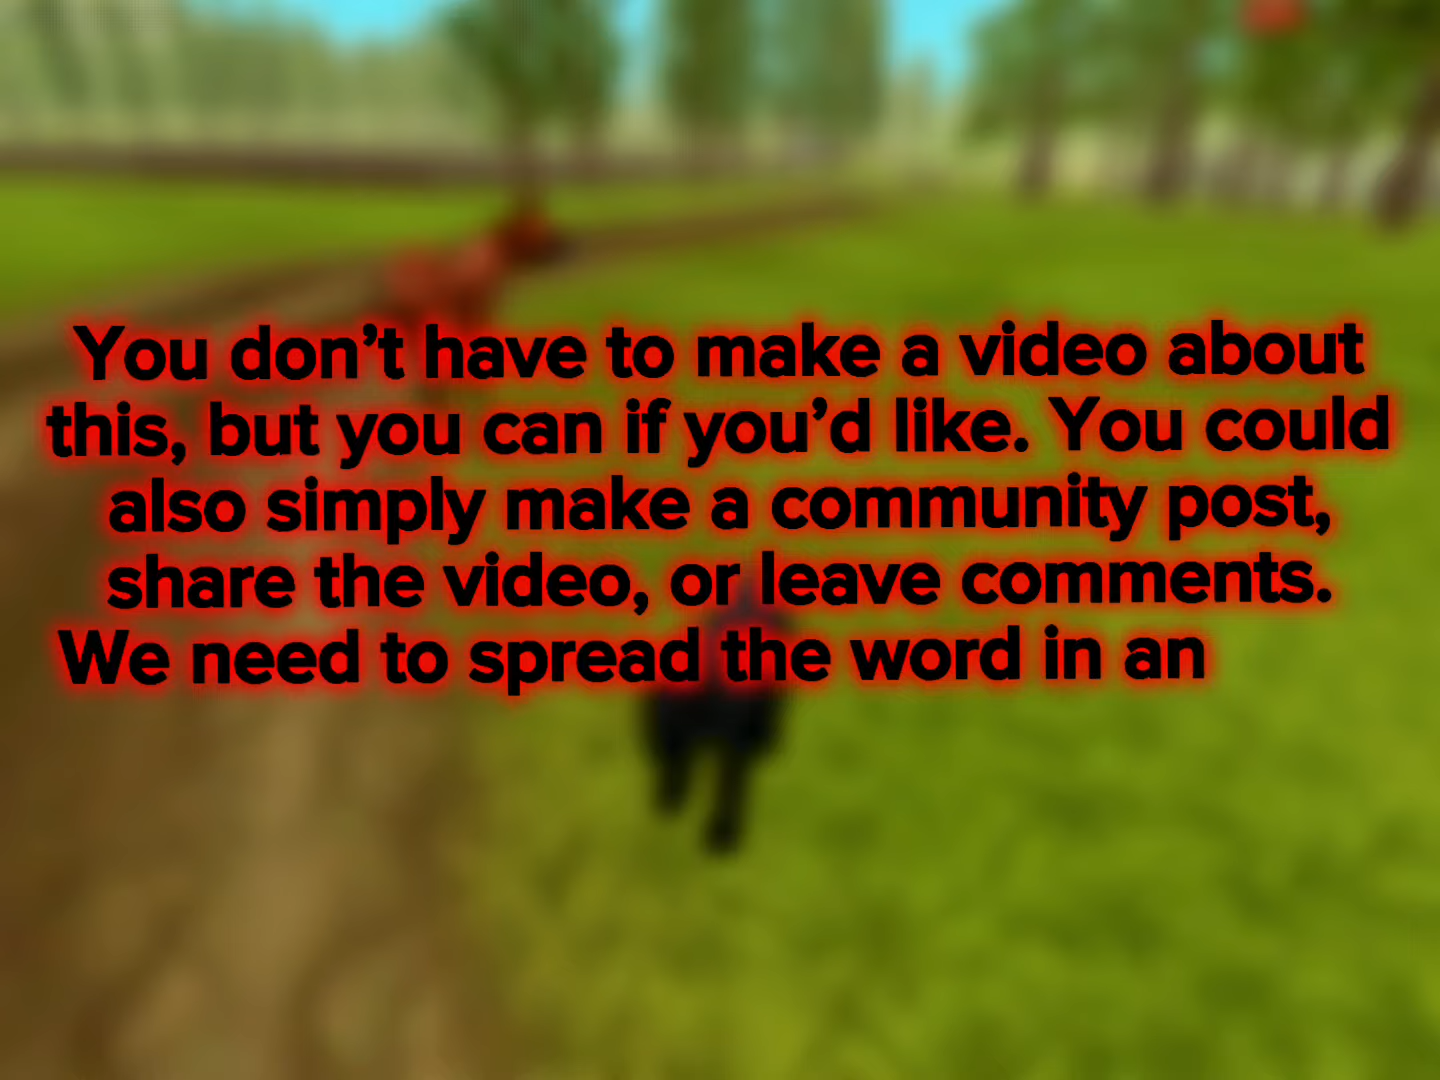 You don’t have to make a video about
this, but you can if you’d like. You could
also simply make a community post,
share the video, or leave comments.
We need to spread the word in an